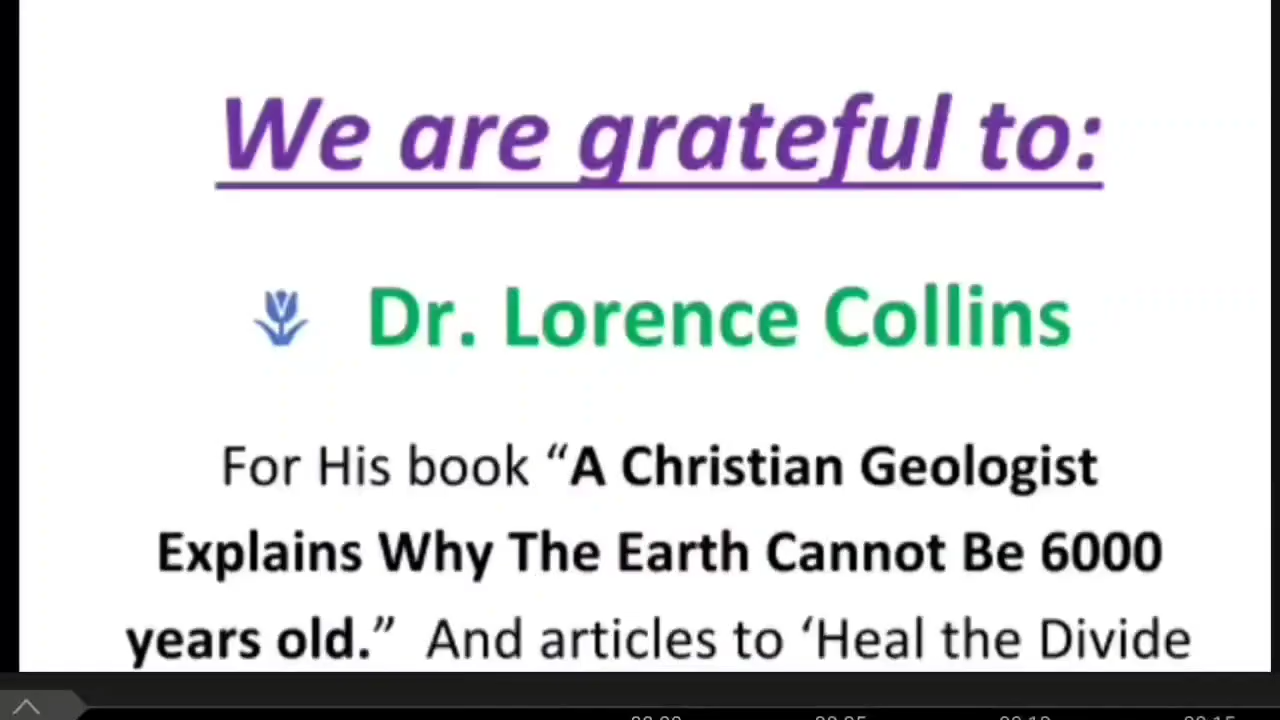 We are grateful to:
Dr. Lorence Collins
For His book “A Christian Geologist
Explains Why The Earth Cannot Be 6000
years old.” And articles to ‘Heal the Divide